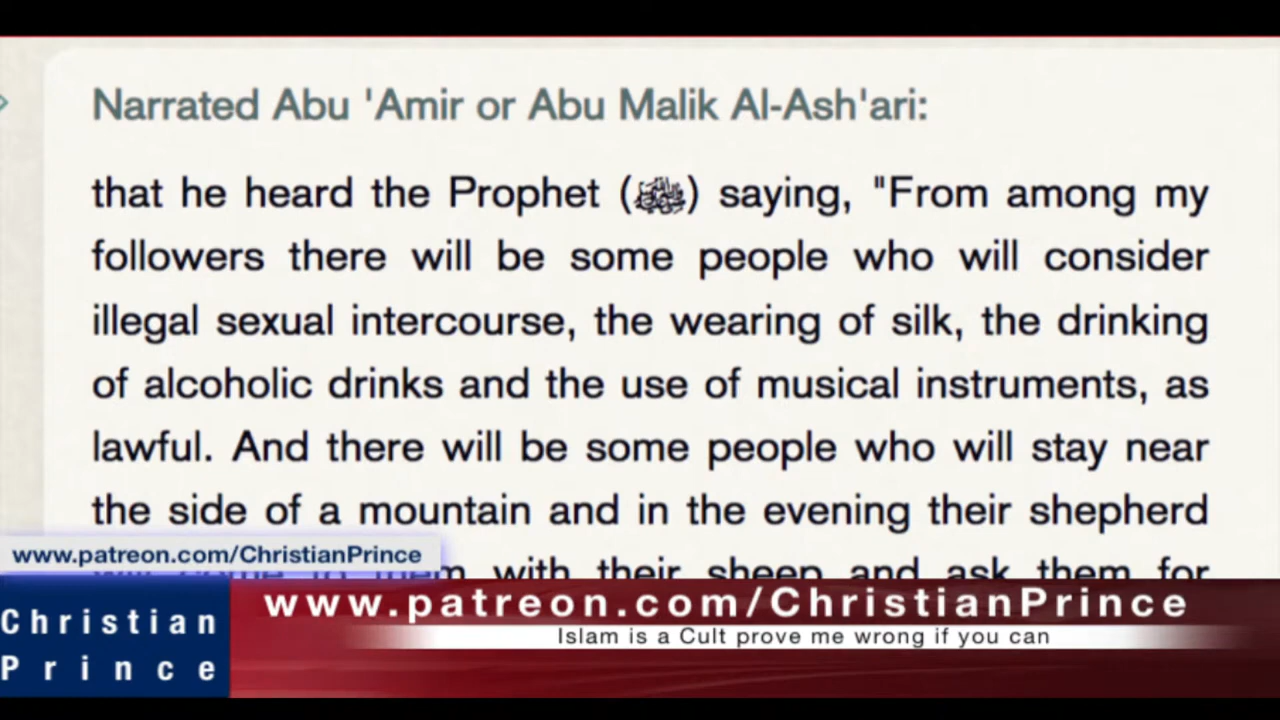 Narrated Abu 'Amir or Abu Malik Al-Ash'ari:
that he heard the Prophet (ﷺ) saying, "From among my
followers there will be some people who will consider
illegal sexual intercourse, the wearing of silk, the drinking
of alcoholic drinks and the use of musical instruments, as
lawful. And there will be some people who will stay near
the side of a mountain and in the evening their shepherd
will come to them with their sheep and ask them for
www.patreon.com/ChristianPrince
Christian
Prince
www.patreon.com/ChristianPrince
Islam is a Cult prove me wrong if you can